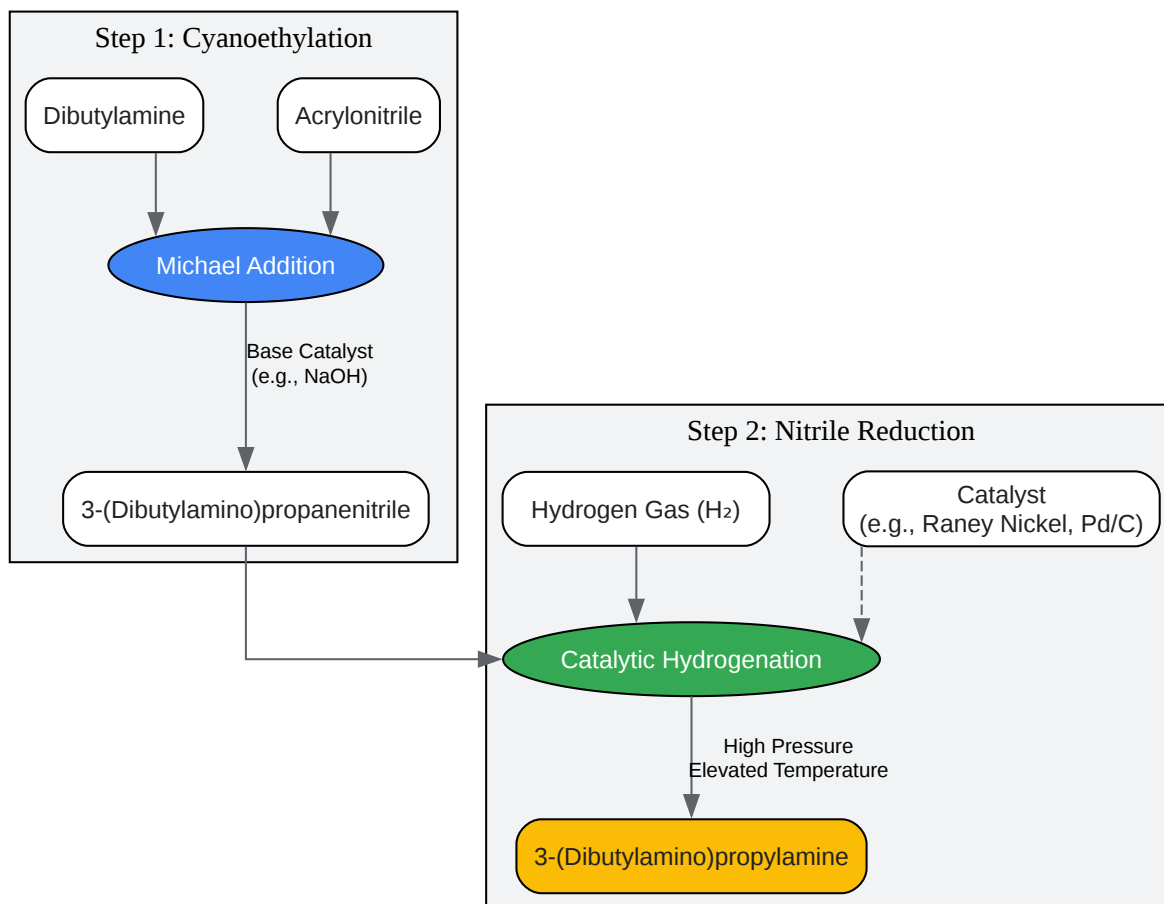 Step 1: Cyanoethylation
Dibutylamine
Acrylonitrile
Michael Addition
Base Catalyst
(e.g., NaOH)
3-(Dibutylamino)propanenitrile
Step 2: Nitrile Reduction
Hydrogen Gas (H₂)
Catalyst
(e.g., Raney Nickel, Pd/C)
Catalytic Hydrogenation
High Pressure
Elevated Temperature
3-(Dibutylamino)propylamine